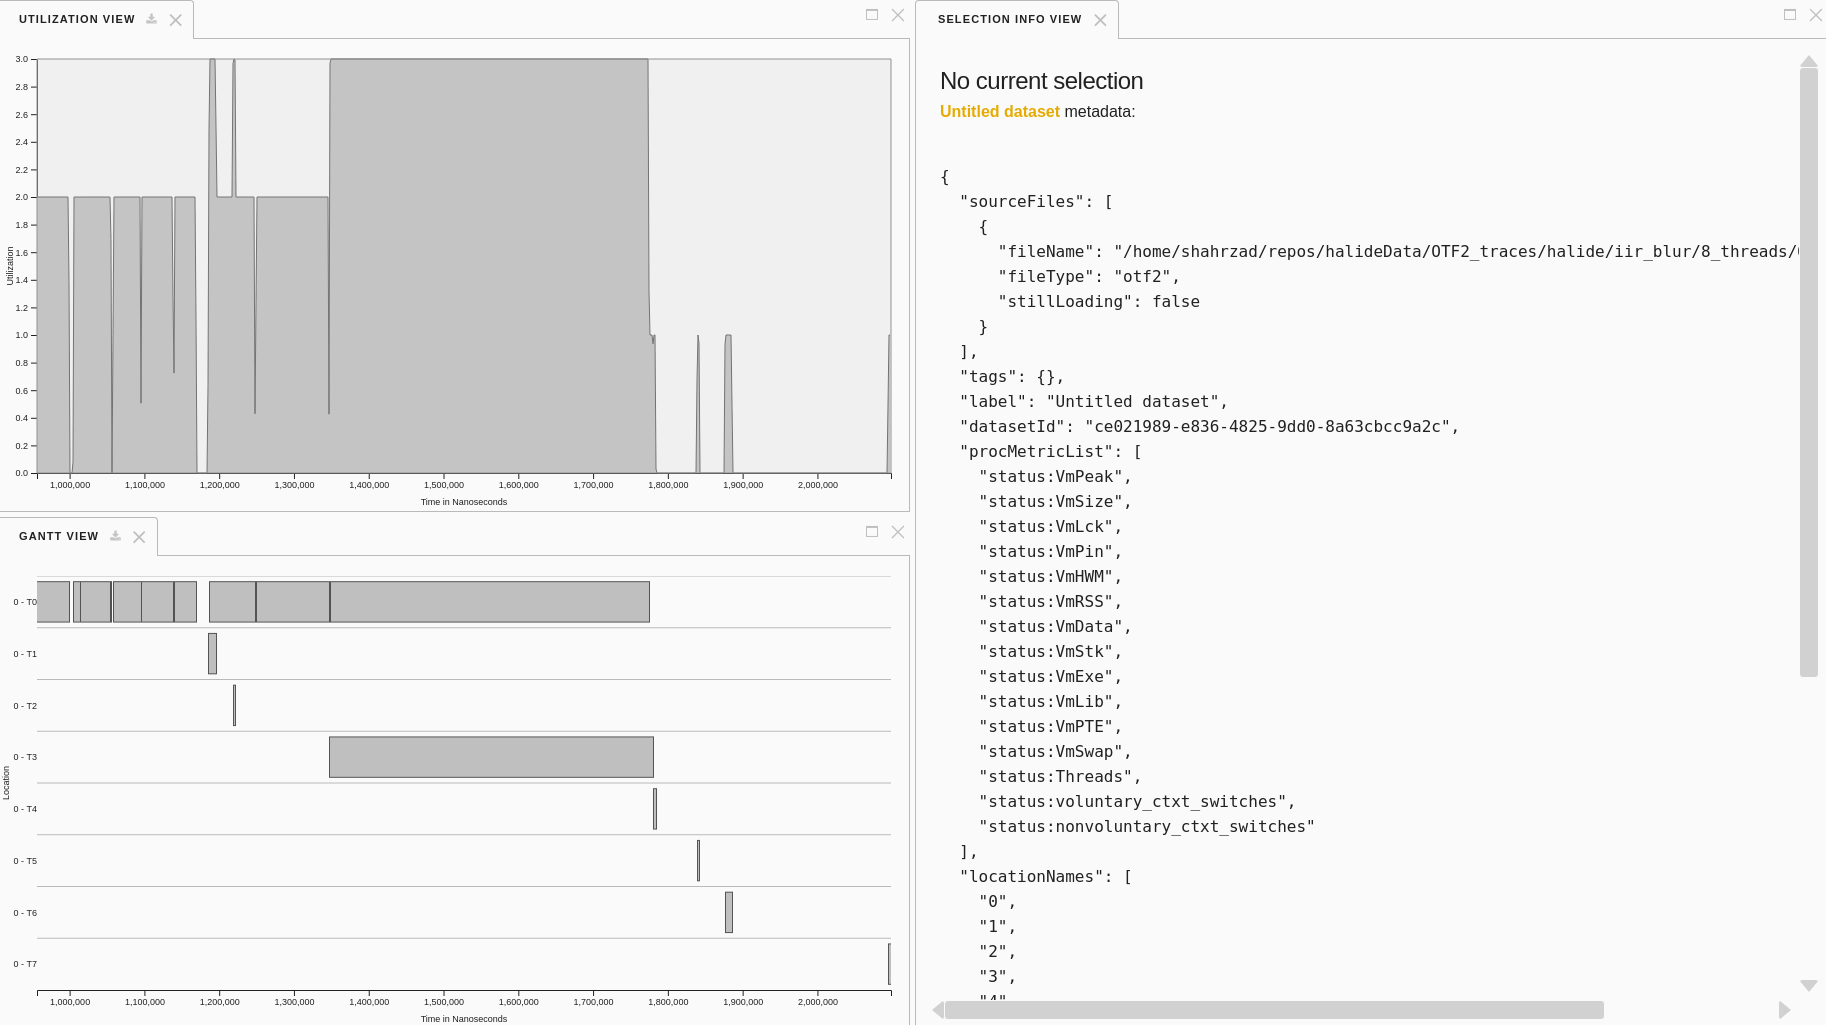 UTILIZATION VIEW
3.0
2.8
2.6
2.4
2.2
2.0
1.8
1.6
1.4
1.2
1.0
0.8
0.6
0.4
0.2
0.0
Utilization
1,000,000 1,100,000 1,200,000 1,300,000 1,400,000 1,500,000 1,600,000 1,700,000 1,800,000 1,900,000 2,000,000
Time in Nanoseconds
GANTT VIEW
0 - T0
0 - T1
0 - T2
0 - T3
0 - T4
0 - T5
0 - T6
0 - T7
Location
1,000,000 1,100,000 1,200,000 1,300,000 1,400,000 1,500,000 1,600,000 1,700,000 1,800,000 1,900,000 2,000,000
Time in Nanoseconds
SELECTION INFO VIEW
No current selection
Untitled dataset metadata:
{
"sourceFiles": [
{
"fileName": "/home/shahrzad/repos/halideData/OTF2_traces/halide/iir_blur/8_threads/
"fileType": "otf2",
"stillLoading": false
}
],
"tags": {},
"label": "Untitled dataset",
"datasetId": "ce021989-e836-4825-9dd0-8a63cbcc9a2c",
"procMetricList": [
"status:VmPeak",
"status:VmSize",
"status:VmLck",
"status:VmPin",
"status:VmHWM",
"status:VmRSS",
"status:VmData",
"status:VmStk",
"status:VmExe",
"status:VmLib",
"status:VmPTE",
"status:VmSwap",
"status:Threads",
"status:voluntary_ctxt_switches",
"status:nonvoluntary_ctxt_switches"
],
"locationNames": [
"0",
"1",
"2",
"3",